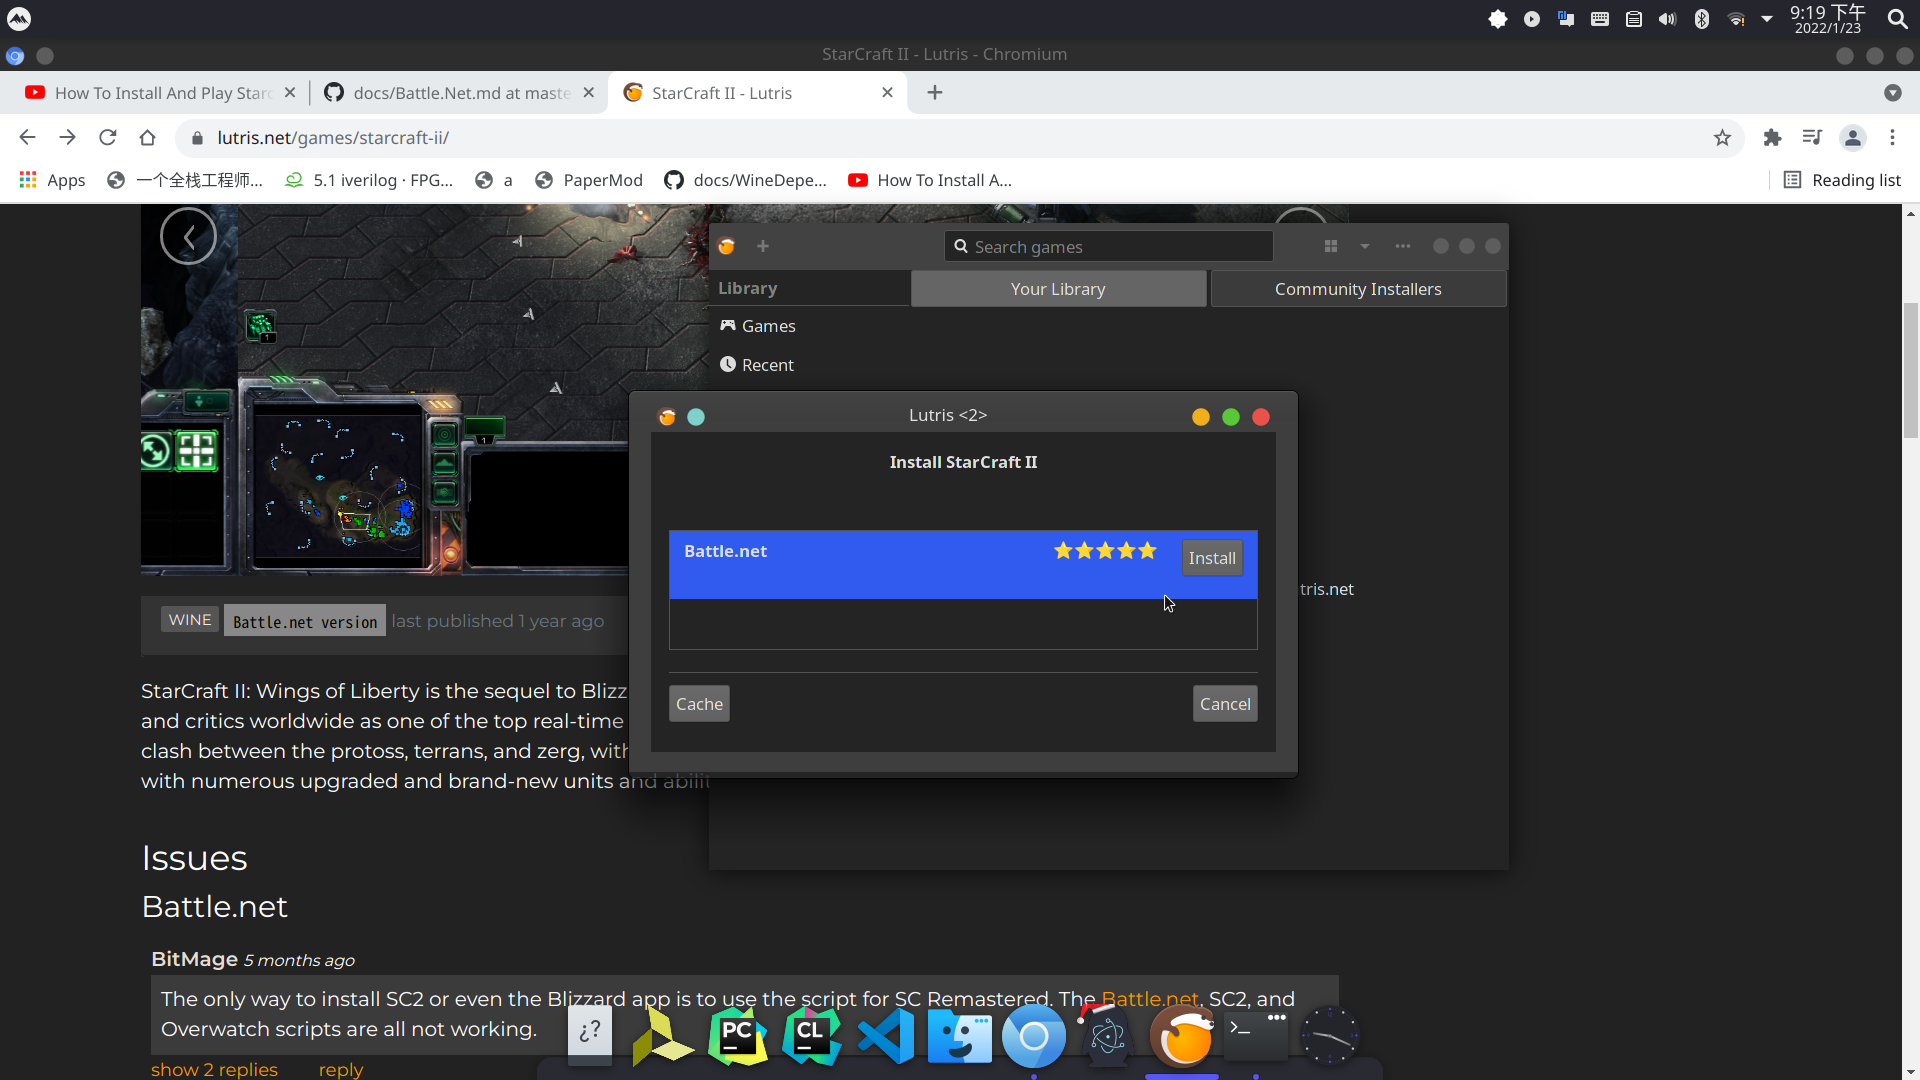 9:19 下午
2022/1/23
StarCraft II - Lutris - Chromium
How To Install And Play Starc
docs/Battle.Net.md at maste
StarCraft II - Lutris
lutris.net/games/starcraft-ii/
Apps
一个全栈工程师...
5.1 iverilog · FPG...
a
PaperMod
docs/WineDepe...
How To Install A...
Reading list
Search games
Library
Your Library
Community Installers
Games
Recent
1
1
Lutris <2>
Install StarCraft II
Battle.net
Install
tris.net
Cache
Cancel
WINE
Battle.net version
last published 1 year ago
StarCraft II: Wings of Liberty is the sequel to Blizz
and critics worldwide as one of the top real-time
clash between the protoss, terrans, and zerg, with
with numerous upgraded and brand-new units and abilit
Issues
Battle.net
BitMage 5 months ago
The only way to install SC2 or even the Blizzard app is to use the script for SC Remastered. The Battle.net, SC2, and
Overwatch scripts are all not working.
show 2 replies
reply
¿?
PC
CL
>_